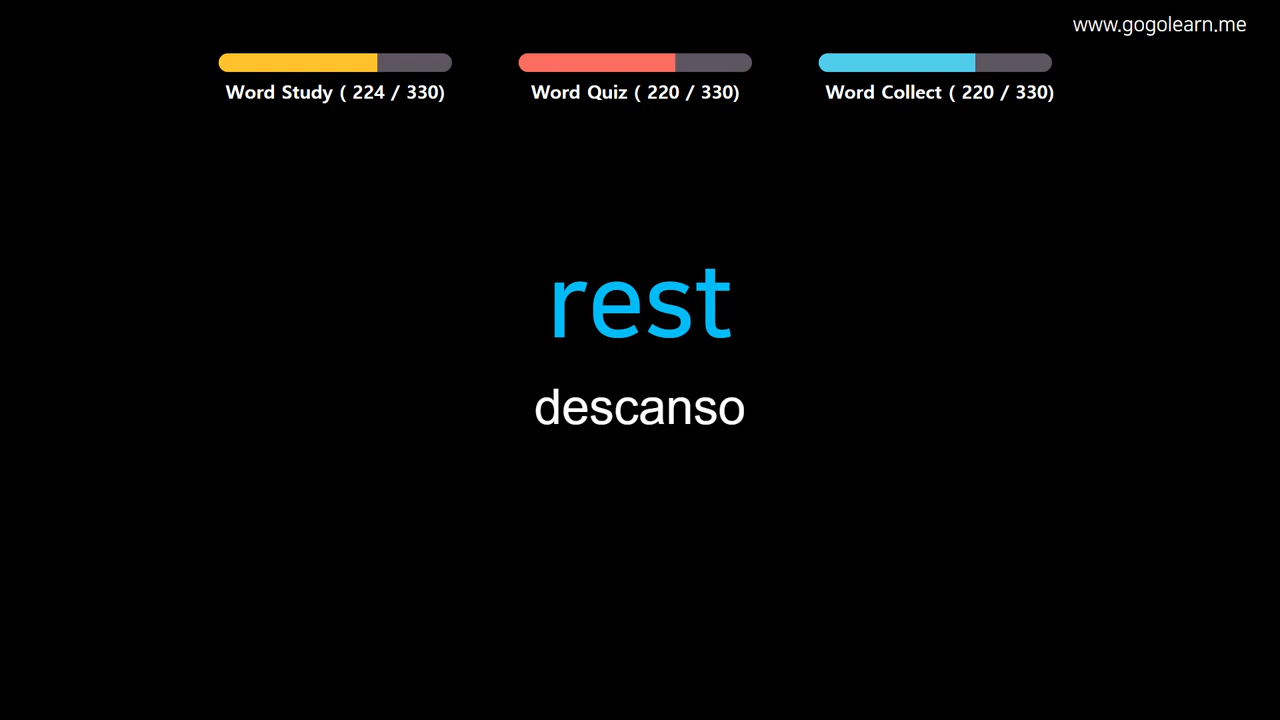 www.gogolearn.me
Word Study ( 224 / 330)
Word Quiz ( 220 / 330)
Word Collect ( 220 / 330)
rest
descanso